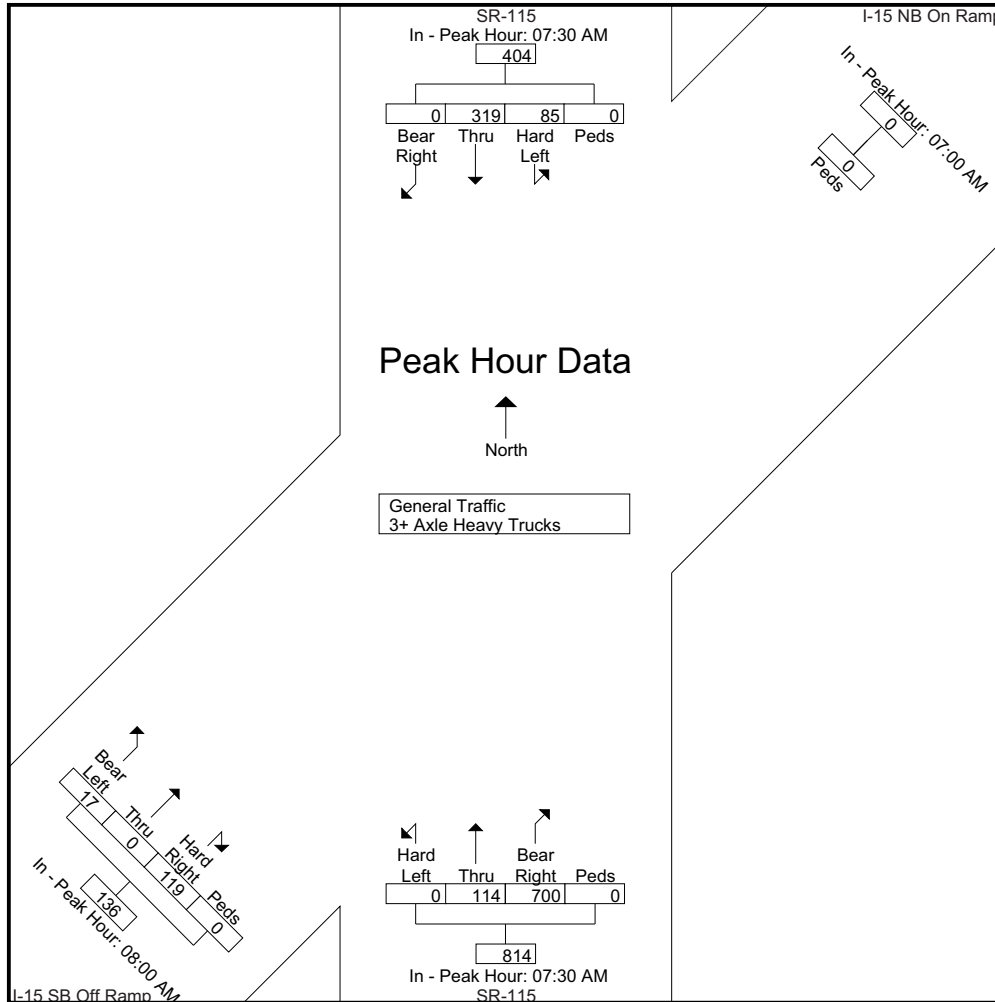 SR-115
In - Peak Hour: 07:30 AM
404
0 319 85 0
Bear Right Thru Hard Left Peds
I-15 NB On Ramp
In - Peak Hour: 07:00 AM
0
0
Peds
Peak Hour Data
North
General Traffic
3+ Axle Heavy Trucks
Bear Left Thru Hard Right Peds
17 0 119 0
136
In - Peak Hour: 08:00 AM
I-15 SB Off Ramp
Hard Left Thru Bear Right Peds
0 114 700 0
814
In - Peak Hour: 07:30 AM
SR-115